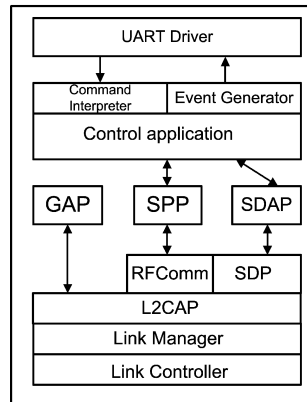 UART Driver
Command
Interpreter
Event Generator
Control application
GAP
SPP
SDAP
RFComm
SDP
L2CAP
Link Manager
Link Controller